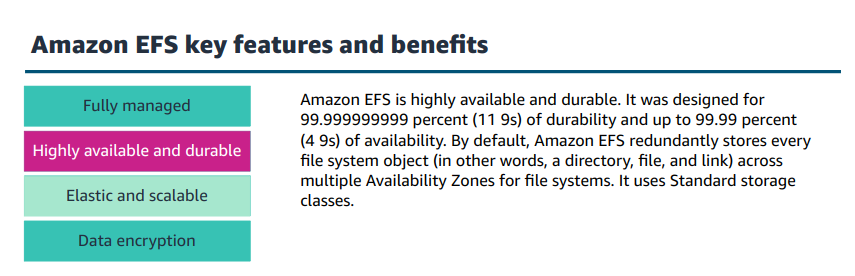 Amazon EFS key features and benefits
Fully managed
Highly available and durable
Elastic and scalable
Data encryption
Amazon EFS is highly available and durable. It was designed for
99.999999999 percent (11 9s) of durability and up to 99.99 percent
(4 9s) of availability. By default, Amazon EFS redundantly stores every
file system object (in other words, a directory, file, and link) across
multiple Availability Zones for file systems. It uses Standard storage
classes.